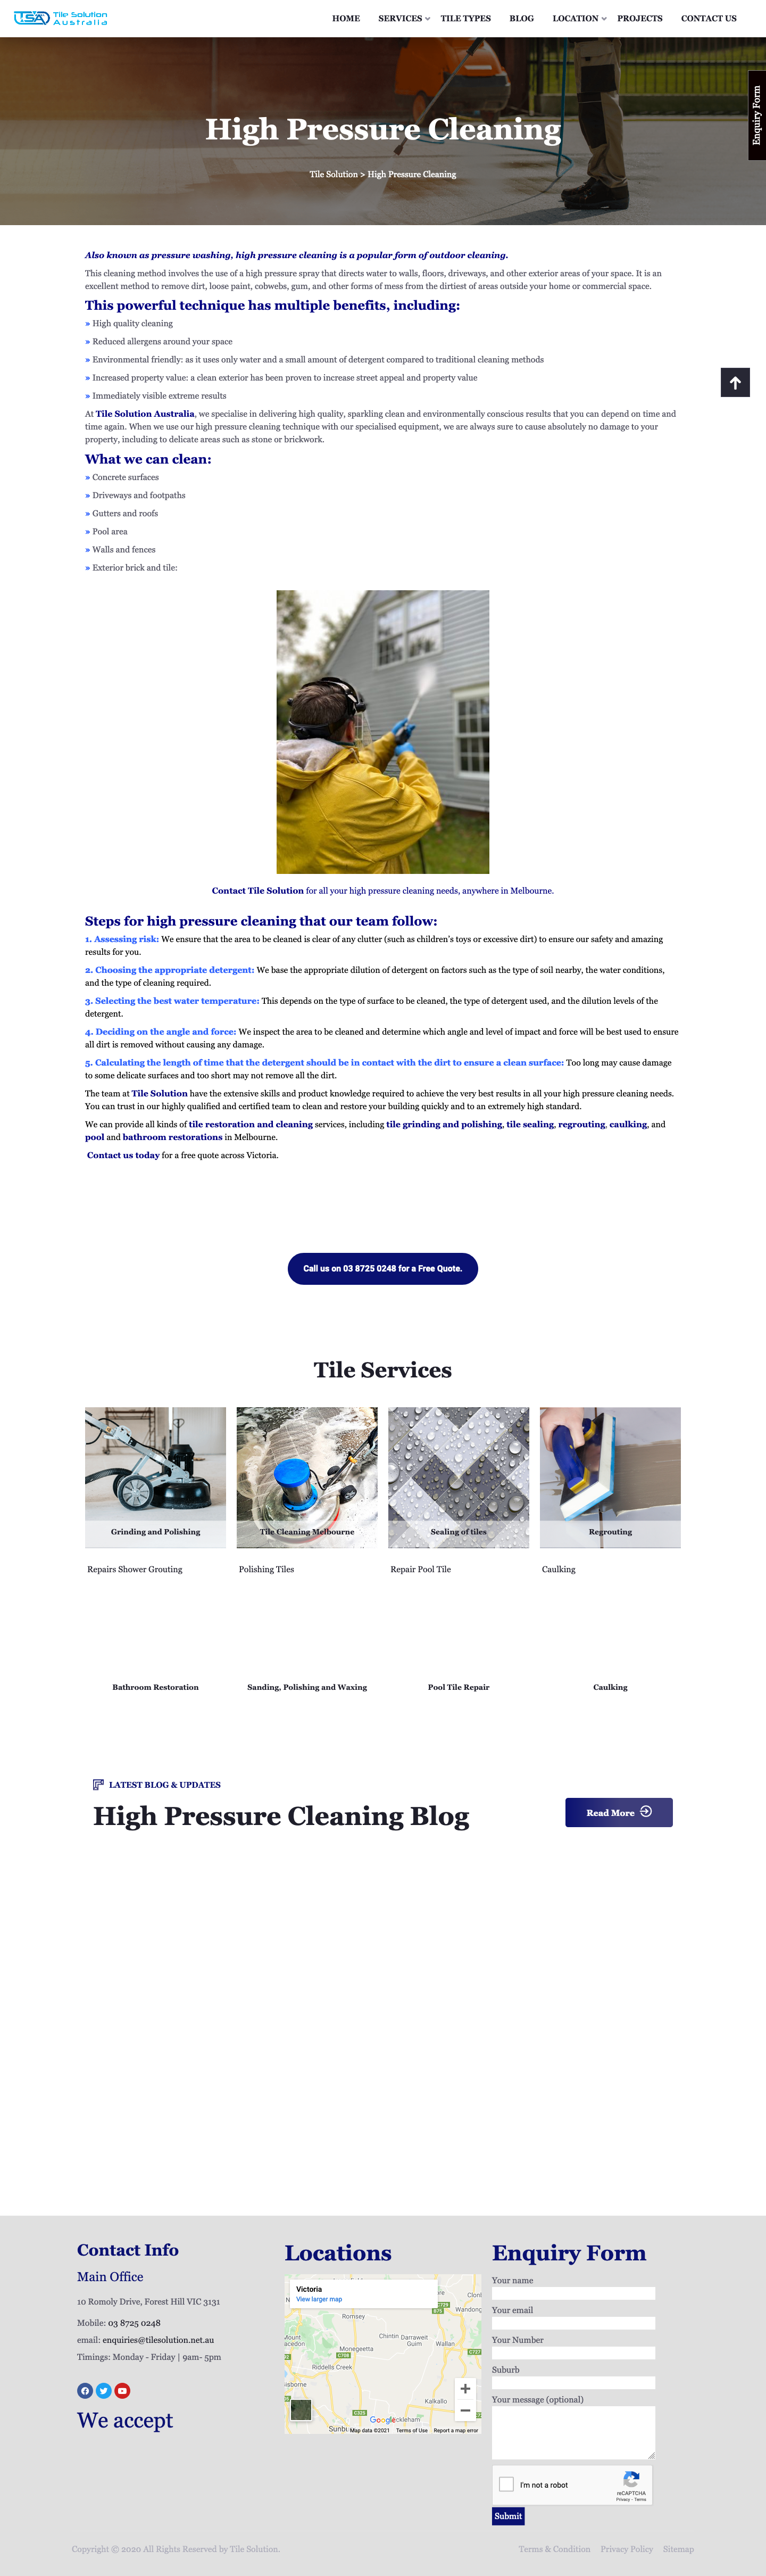 TSA Tile Solution
Australia
HOME SERVICES TILE TYPES BLOG LOCATION PROJECTS CONTACT US
Enquiry Form
High Pressure Cleaning
Tile Solution > High Pressure Cleaning
Also known as pressure washing, high pressure cleaning is a popular form of outdoor cleaning.
This cleaning method involves the use of a high pressure spray that directs water to walls, floors, driveways, and other exterior areas of your space. It is an
excellent method to remove dirt, loose paint, cobwebs, gum, and other forms of mess from the dirtiest of areas outside your home or commercial space.
This powerful technique has multiple benefits, including:
» High quality cleaning
» Reduced allergens around your space
» Environmental friendly: as it uses only water and a small amount of detergent compared to traditional cleaning methods
» Increased property value: a clean exterior has been proven to increase street appeal and property value
» Immediately visible extreme results
At Tile Solution Australia, we specialise in delivering high quality, sparkling clean and environmentally conscious results that you can depend on time and
time again. When we use our high pressure cleaning technique with our specialised equipment, we are always sure to cause absolutely no damage to your
property, including to delicate areas such as stone or brickwork.
What we can clean:
» Concrete surfaces
» Driveways and footpaths
» Gutters and roofs
» Pool area
» Walls and fences
» Exterior brick and tile:
Contact Tile Solution for all your high pressure cleaning needs, anywhere in Melbourne.
Steps for high pressure cleaning that our team follow:
1. Assessing risk: We ensure that the area to be cleaned is clear of any clutter (such as children's toys or excessive dirt) to ensure our safety and amazing
results for you.
2. Choosing the appropriate detergent: We base the appropriate dilution of detergent on factors such as the type of soil nearby, the water conditions,
and the type of cleaning required.
3. Selecting the best water temperature: This depends on the type of surface to be cleaned, the type of detergent used, and the dilution levels of the
detergent.
4. Deciding on the angle and force: We inspect the area to be cleaned and determine which angle and level of impact and force will be best used to ensure
all dirt is removed without causing any damage.
5. Calculating the length of time that the detergent should be in contact with the dirt to ensure a clean surface: Too long may cause damage
to some delicate surfaces and too short may not remove all the dirt.
The team at Tile Solution have the extensive skills and product knowledge required to achieve the very best results in all your high pressure cleaning needs.
You can trust in our highly qualified and certified team to clean and restore your building quickly and to an extremely high standard.
We can provide all kinds of tile restoration and cleaning services, including tile grinding and polishing, tile sealing, regrouting, caulking, and
pool and bathroom restorations in Melbourne.
Contact us today for a free quote across Victoria.
Call us on 03 8725 0248 for a Free Quote.
Tile Services
Grinding and Polishing Tile Cleaning Melbourne Sealing of tiles Regrouting
Repairs Shower Grouting Polishing Tiles Repair Pool Tile Caulking
Bathroom Restoration Sanding, Polishing and Waxing Pool Tile Repair Caulking
LATEST BLOG & UPDATES
High Pressure Cleaning Blog
Read More
Contact Info
Main Office
10 Romoly Drive, Forest Hill VIC 3131
Mobile: 03 8725 0248
email: enquiries@tilesolution.net.au
Timings: Monday - Friday | 9am- 5pm
We accept
Locations
Victoria
View larger map
Romsey
Wandong
Mount
Macedon
Chintin Darraweit
Guim
Wallan
Monegeetta
Riddells Creek
isborne
Kalkallo
Mickleham
Sunbu
Google
Map data ©2021 Terms of Use Report a map error
Enquiry Form
Your name
Your email
Your Number
Suburb
Your message (optional)
I'm not a robot
reCAPTCHA
Privacy - Terms
Submit
Copyright © 2020 All Rights Reserved by Tile Solution.
Terms & Condition Privacy Policy Sitemap